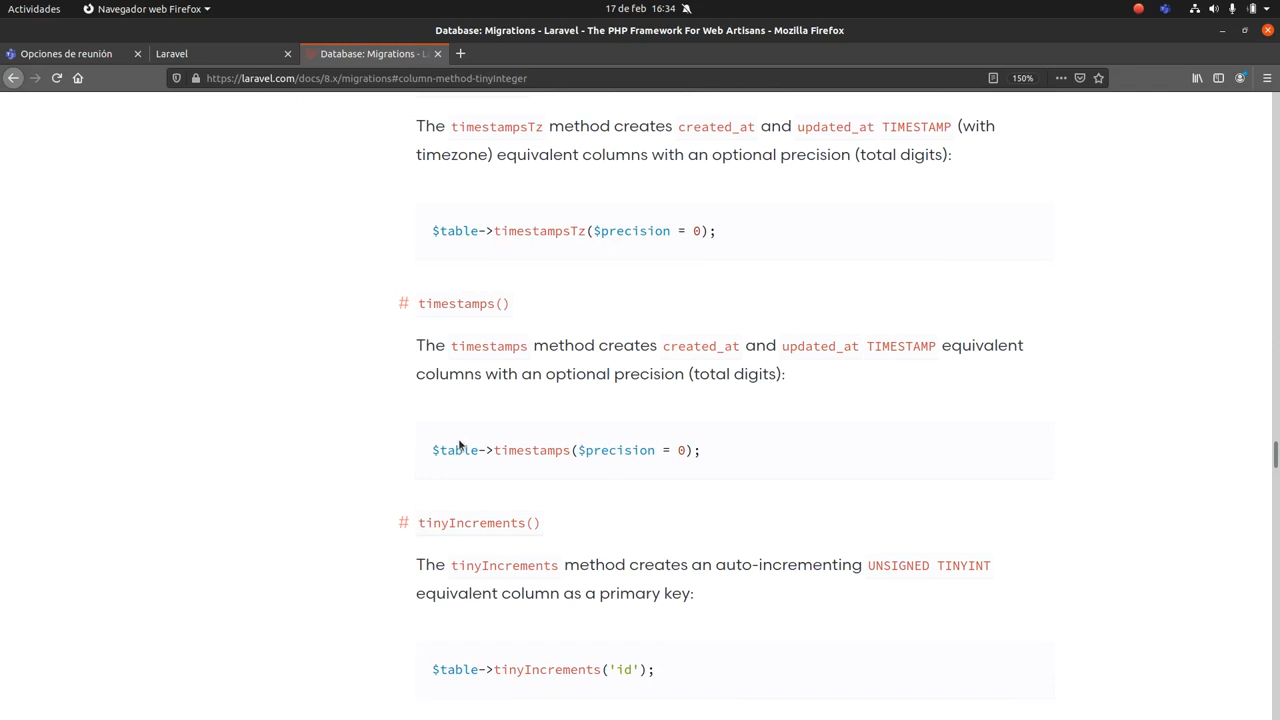 Actividades
Navegador web Firefox
17 de feb 16:34
Database: Migrations - Laravel - The PHP Framework For Web Artisans - Mozilla Firefox
Opciones de reunión
Laravel
Database: Migrations - L
https://laravel.com/docs/8.x/migrations#column-method-tinyInteger
150%
The timestampsTz method creates created_at and updated_at TIMESTAMP (with
timezone) equivalent columns with an optional precision (total digits):
$table->timestampsTz($precision = 0);
# timestamps()
The timestamps method creates created_at and updated_at TIMESTAMP equivalent
columns with an optional precision (total digits):
$table->timestamps($precision = 0);
# tinyIncrements()
The tinyIncrements method creates an auto-incrementing UNSIGNED TINYINT
equivalent column as a primary key:
$table->tinyIncrements('id');